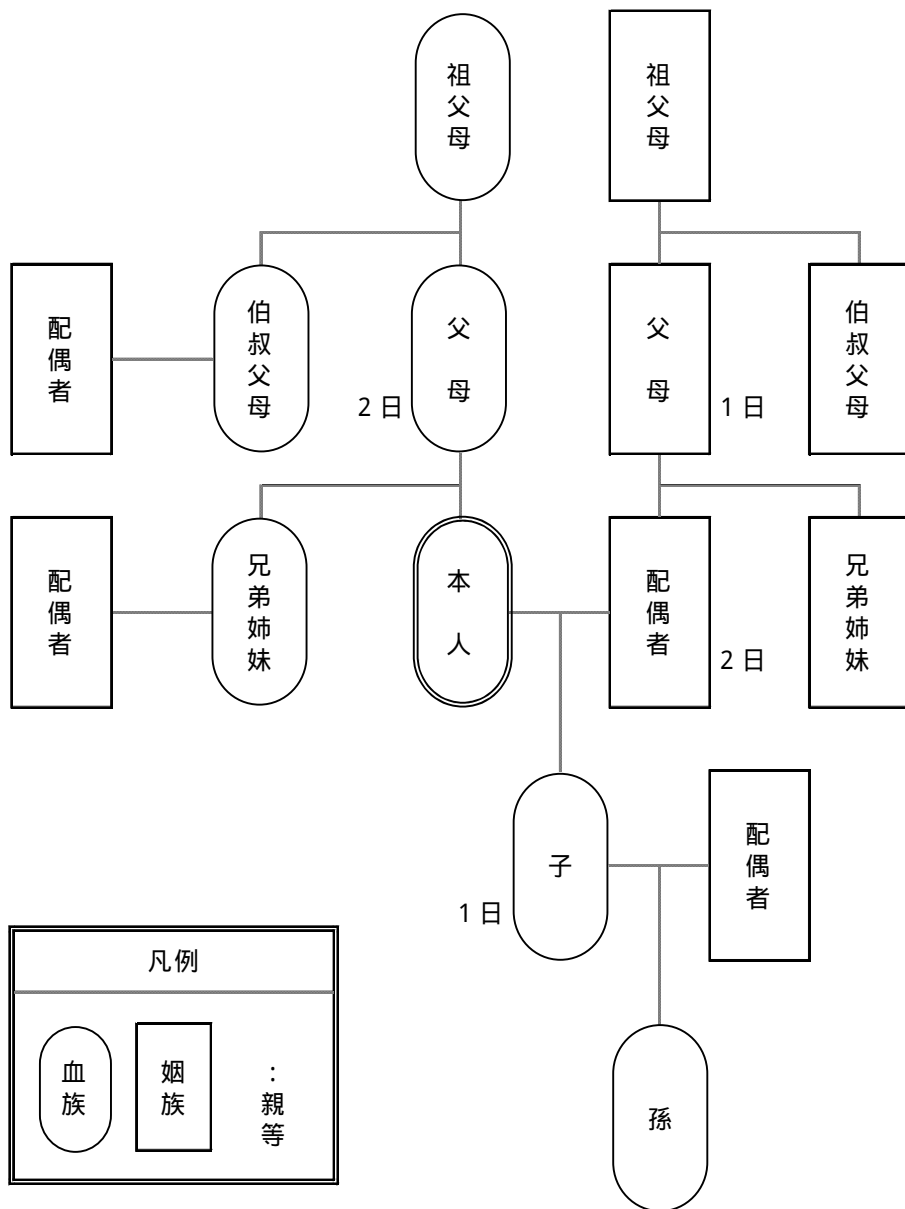 祖父母
祖父母
配偶者
伯叔父母
2日
父母
父母
1日
伯叔父母
配偶者
兄弟姉妹
本人
配偶者
2日
兄弟姉妹
1日
子
配偶者
孫
凡例
血族
姻族
：親等